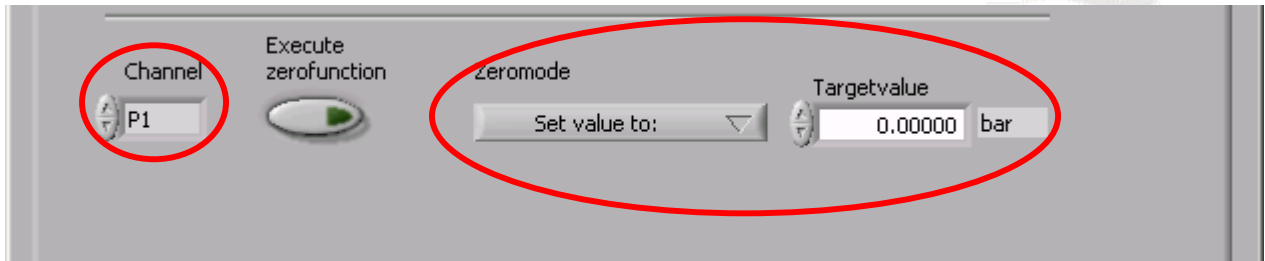 Channel
P1
Execute
zerofunction
Zeromode
Set value to:
Targetvalue
0.00000 bar